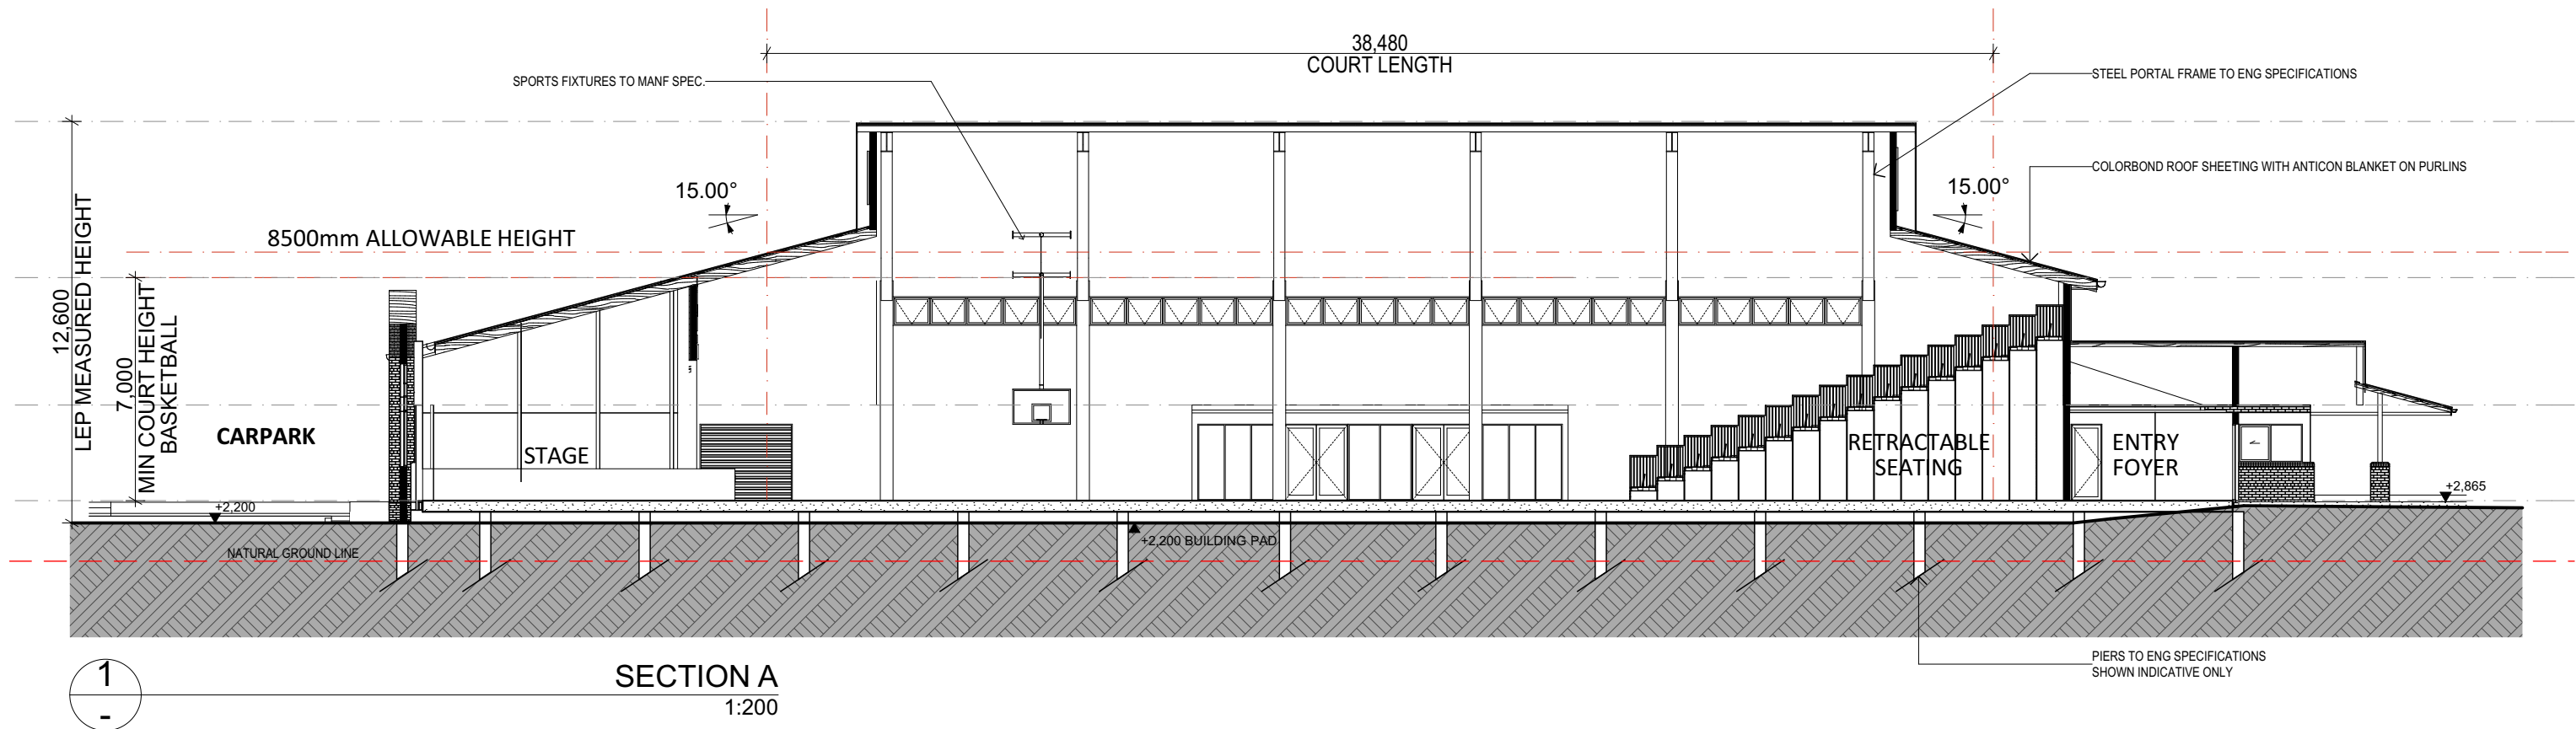 38,480
COURT LENGTH
SPORTS FIXTURES TO MANF SPEC.
STEEL PORTAL FRAME TO ENG SPECIFICATIONS
COLORBOND ROOF SHEETING WITH ANTICON BLANKET ON PURLINS
15.00°
15.00°
8500mm ALLOWABLE HEIGHT
12,600
LEP MEASURED HEIGHT
7,000
MIN COURT HEIGHT
BASKETBALL
CARPARK
STAGE
RETRACTABLE
SEATING
ENTRY
FOYER
+2,200
+2,865
NATURAL GROUND LINE
+2,200 BUILDING PAD
PIERS TO ENG SPECIFICATIONS
SHOWN INDICATIVE ONLY
1
-
SECTION A
1:200